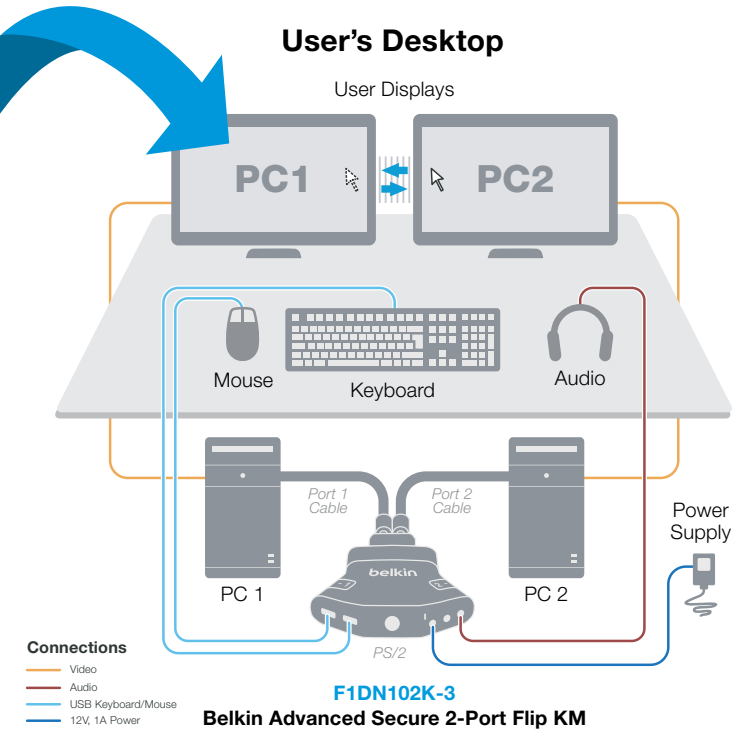 User's Desktop
User Displays
PC1
PC2
Mouse
Keyboard
Audio
Port 1
Cable
Port 2
Cable
Power
Supply
belkin
1
2
PC 1
PC 2
PS/2
Connections
Video
Audio
USB Keyboard/Mouse
12V, 1A Power
F1DN102K-3
Belkin Advanced Secure 2-Port Flip KM